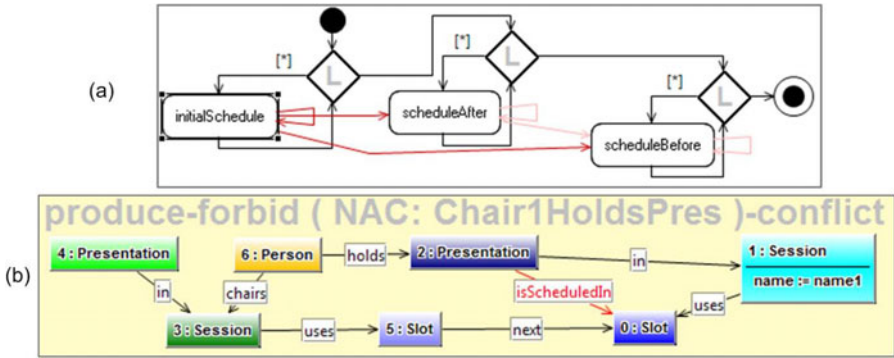 (a)
[*]
L
[*]
L
[*]
L
initialSchedule
scheduleAfter
scheduleBefore
(b)
produce-forbid ( NAC: Chair1HoldsPres )-conflict
4 : Presentation
6 : Person
holds
2 : Presentation
in
1 : Session
name := name1
in
chairs
isScheduledIn
uses
3 : Session
uses
5 : Slot
next
0 : Slot